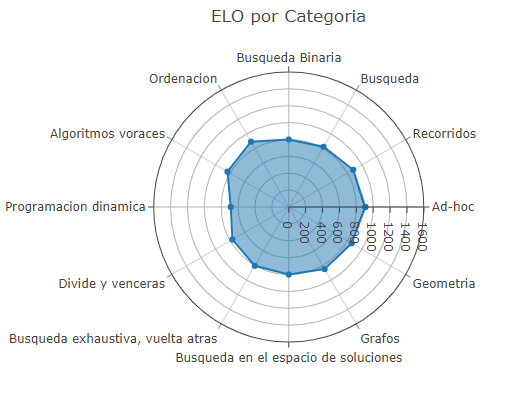 ELO por Categoria
Busqueda Binaria
Ordenacion
Busqueda
Algoritmos voraces
Recorridos
Programacion dinamica
Ad-hoc
0
200
400
600
800
1000
1200
1400
1600
Divide y venceras
Geometria
Busqueda exhaustiva, vuelta atras
Grafos
Busqueda en el espacio de soluciones